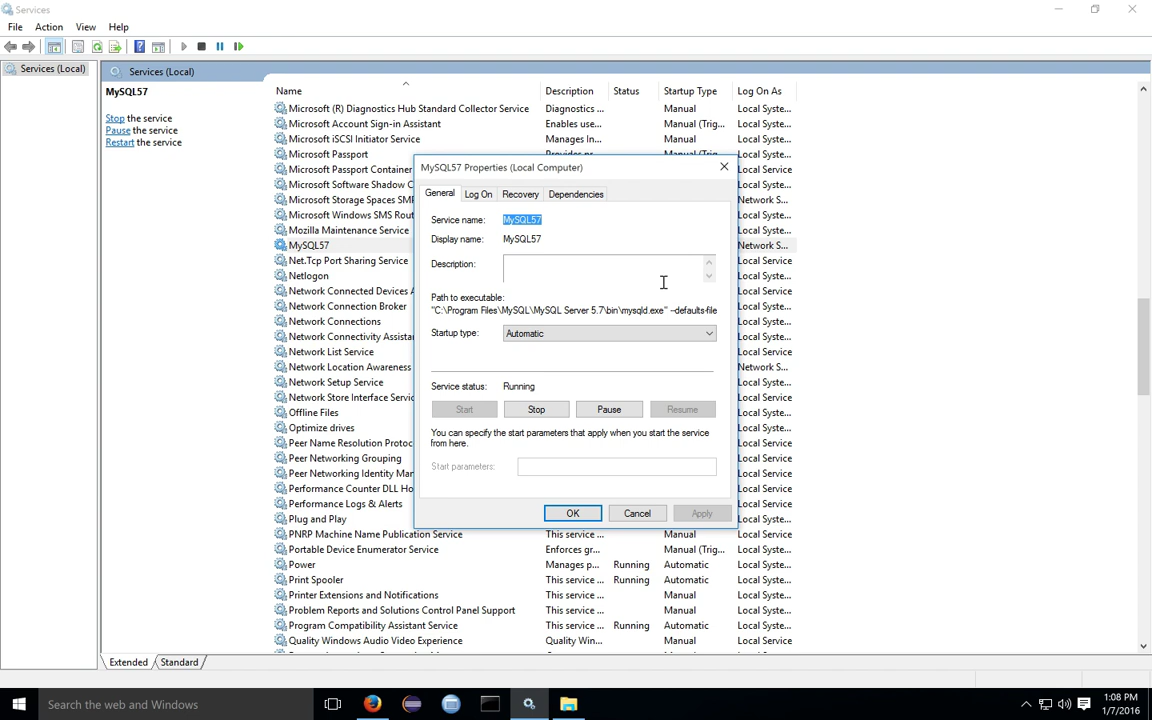 Services
File Action View Help
Services (Local)
Services (Local)
MySQL57
Stop the service
Pause the service
Restart the service
Name Description Status Startup Type Log On As
Microsoft (R) Diagnostics Hub Standard Collector Service Diagnostics ... Manual Local Syste...
Microsoft Account Sign-in Assistant Enables use... Manual (Trig... Local Syste...
Microsoft iSCSI Initiator Service Manages In... Manual Local Syste...
Microsoft Passport Provides pr... Manual (Trig... Local Syste...
Microsoft Passport Container Local Service
Microsoft Software Shadow C Local Syste...
Microsoft Storage Spaces SMP Network S...
Microsoft Windows SMS Rout Local Syste...
Mozilla Maintenance Service Local Syste...
MySQL57 Network S...
Net.Tcp Port Sharing Service Local Service
Netlogon Local Syste...
Network Connected Devices A Local Service
Network Connection Broker Local Syste...
Network Connections Local Syste...
Network Connectivity Assistan Local Syste...
Network List Service Local Service
Network Location Awareness Network S...
Network Setup Service Local Syste...
Network Store Interface Servic Local Service
Offline Files Local Syste...
Optimize drives Local Syste...
Peer Name Resolution Protoc Local Service
Peer Networking Grouping Local Service
Peer Networking Identity Man Local Service
Performance Counter DLL Ho Local Service
Performance Logs & Alerts Local Service
Plug and Play Local Syste...
PNRP Machine Name Publication Service This service ... Manual Local Service
Portable Device Enumerator Service Enforces gr... Manual (Trig... Local Syste...
Power Manages p... Running Automatic Local Syste...
Print Spooler This service ... Running Automatic Local Syste...
Printer Extensions and Notifications This service ... Manual Local Syste...
Problem Reports and Solutions Control Panel Support This service ... Manual Local Syste...
Program Compatibility Assistant Service This service ... Running Automatic Local Syste...
Quality Windows Audio Video Experience Quality Win... Manual Local Service
MySQL57 Properties (Local Computer)
General Log On Recovery Dependencies
Service name: MySQL57
Display name: MySQL57
Description:
Path to executable:
"C:\Program Files\MySQL\MySQL Server 5.7\bin\mysqld.exe" --defaults-file
Startup type: Automatic
Service status: Running
Start Stop Pause Resume
You can specify the start parameters that apply when you start the service
from here.
Start parameters:
OK Cancel Apply
Extended Standard
Search the web and Windows
1:08 PM
1/7/2016